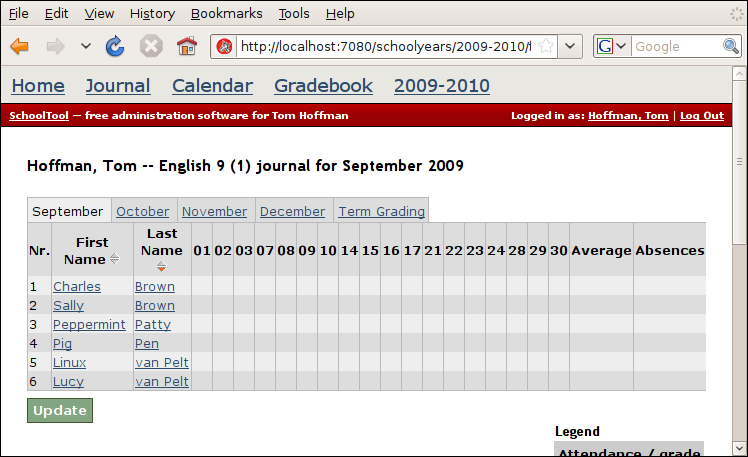 File Edit View History Bookmarks Tools Help
http://localhost:7080/schoolyears/2009-2010/f Google
Home Journal Calendar Gradebook 2009-2010
SchoolTool — free administration software for Tom Hoffman Logged in as: Hoffman, Tom | Log Out
Hoffman, Tom -- English 9 (1) journal for September 2009
September October November December Term Grading
Nr. First Name Last Name 01 02 03 07 08 09 10 14 15 16 17 21 22 23 24 28 29 30 Average Absences
1 Charles Brown
2 Sally Brown
3 Peppermint Patty
4 Pig Pen
5 Linux van Pelt
6 Lucy van Pelt
Update
Legend
Attendance / grade